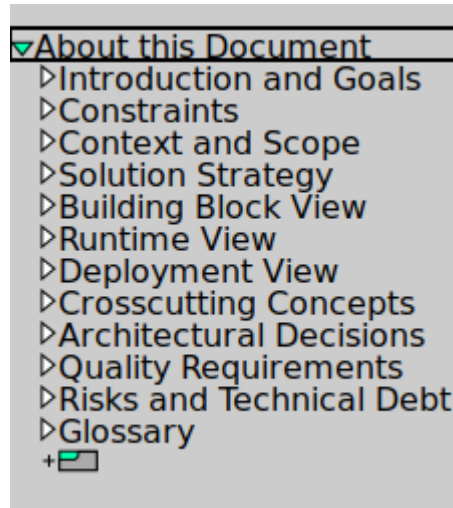 About this Document
Introduction and Goals
Constraints
Context and Scope
Solution Strategy
Building Block View
Runtime View
Deployment View
Crosscutting Concepts
Architectural Decisions
Quality Requirements
Risks and Technical Debt
Glossary
+